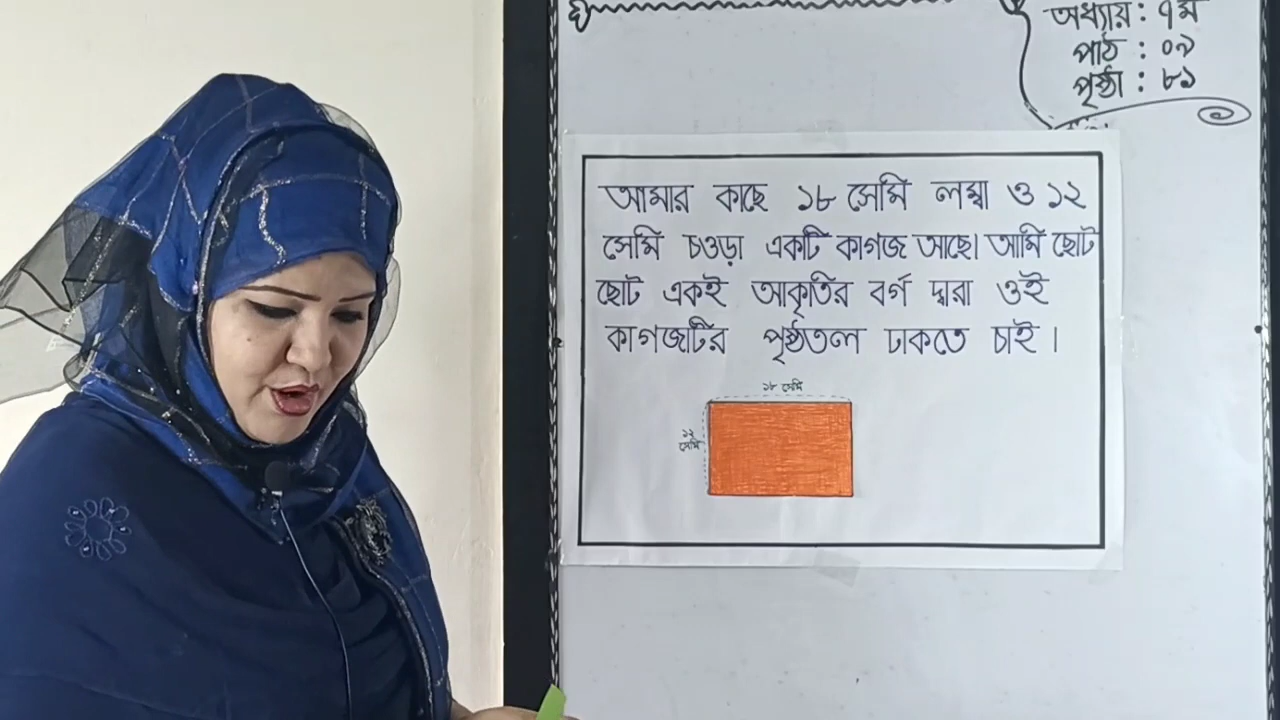 অধ্যায় : ৭ম
পাঠ : ০৯
পৃষ্ঠা : ৮১
আমার কাছে ১৮ সেমি লম্বা ও ১২
সেমি চওড়া একটি কাগজ আছে। আমি ছোট
ছোট একই আকৃতির বর্গ দ্বারা ওই
কাগজটির পৃষ্ঠতল ঢাকতে চাই।
১৮ সেমি
১২
সেমি